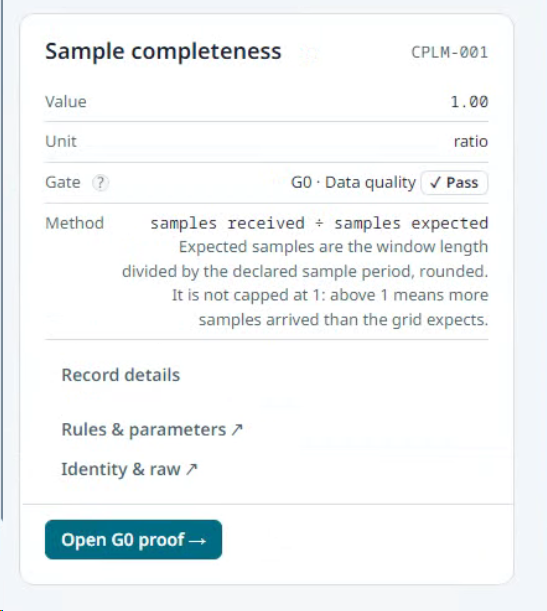 Sample completeness CPLM-001
Value 1.00
Unit ratio
Gate ? G0 · Data quality ✓ Pass
Method samples received ÷ samples expected
Expected samples are the window length
divided by the declared sample period, rounded.
It is not capped at 1: above 1 means more
samples arrived than the grid expects.
Record details
Rules & parameters ↗
Identity & raw ↗
Open G0 proof →